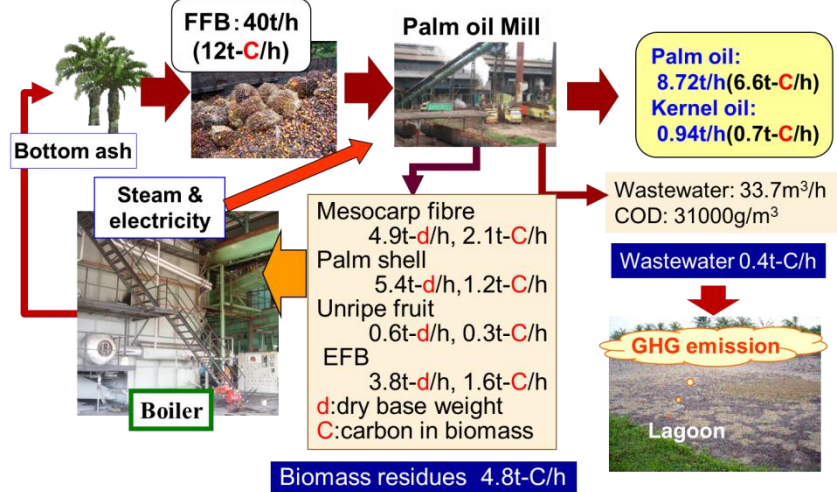 FFB: 40t/h
(12t-C/h)
Palm oil Mill
Palm oil:
8.72t/h(6.6t-C/h)
Kernel oil:
0.94t/h(0.7t-C/h)
Bottom ash
Steam &
electricity
Mesocarp fibre
4.9t-d/h, 2.1t-C/h
Palm shell
5.4t-d/h,1.2t-C/h
Unripe fruit
0.6t-d/h, 0.3t-C/h
EFB
3.8t-d/h, 1.6t-C/h
d:dry base weight
C:carbon in biomass
Wastewater: 33.7m³/h
COD: 31000g/m³
Wastewater 0.4t-C/h
GHG emission
Lagoon
Boiler
Biomass residues 4.8t-C/h